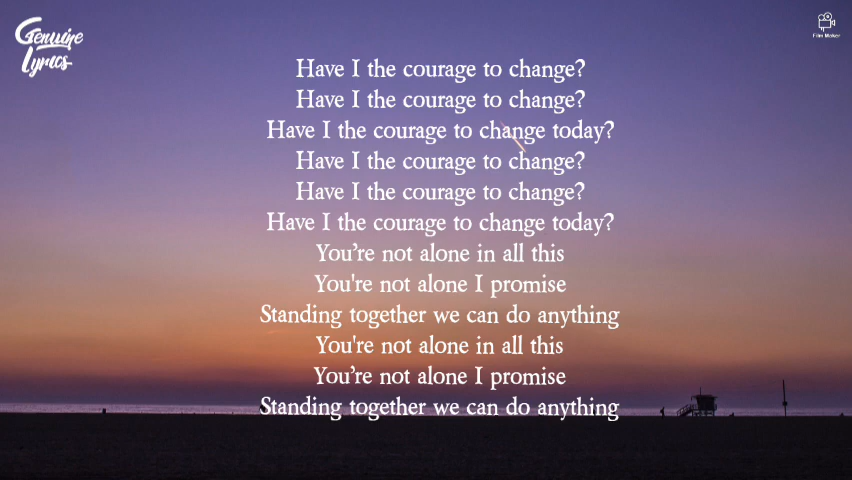 Genuine
Lyrics
Film Maker
Have I the courage to change?
Have I the courage to change?
Have I the courage to change today?
Have I the courage to change?
Have I the courage to change?
Have I the courage to change today?
You’re not alone in all this
You're not alone I promise
Standing together we can do anything
You're not alone in all this
You’re not alone I promise
Standing together we can do anything